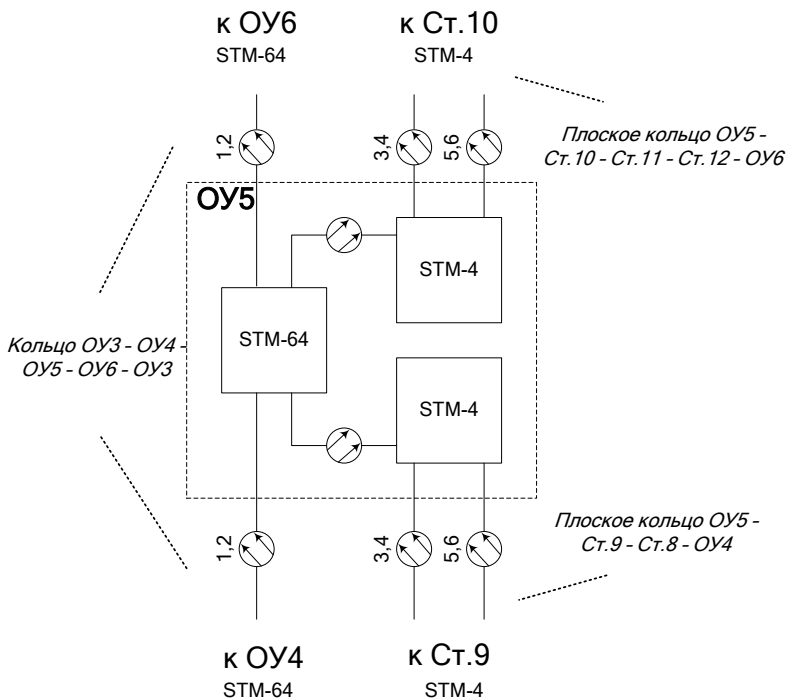 к ОУ6
STM-64
к Ст.10
STM-4
1,2
3,4
5,6
Плоское кольцо ОУ5 -
Ст.10 - Ст.11 - Ст.12 - ОУ6
ОУ5
STM-4
STM-64
Кольцо ОУ3 - ОУ4 -
ОУ5 - ОУ6 - ОУ3
STM-4
1,2
3,4
5,6
Плоское кольцо ОУ5 -
Ст.9 - Ст.8 - ОУ4
к ОУ4
STM-64
к Ст.9
STM-4